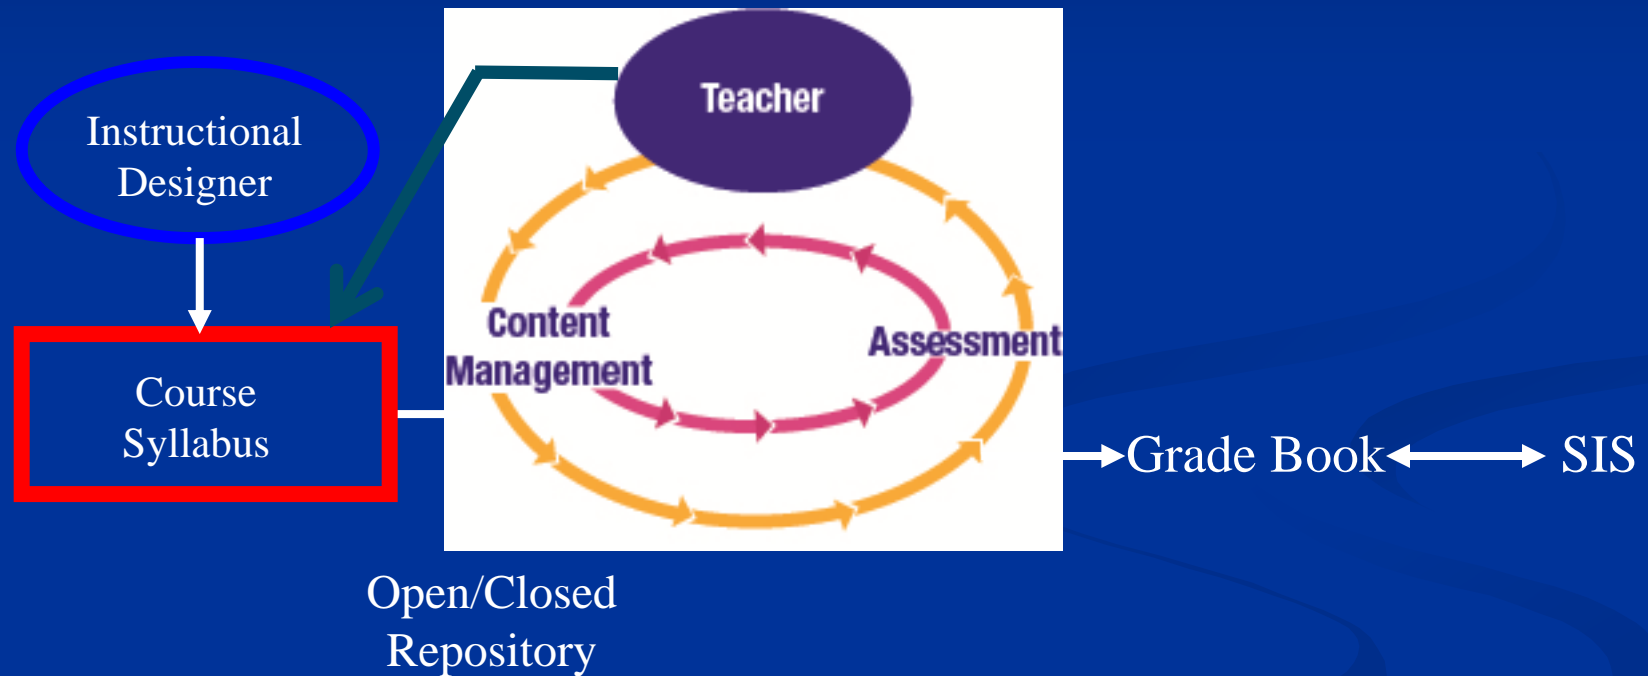 Teacher
Instructional
Designer
Content
Management
Assessment
Course
Syllabus
Grade Book
SIS
Open/Closed
Repository